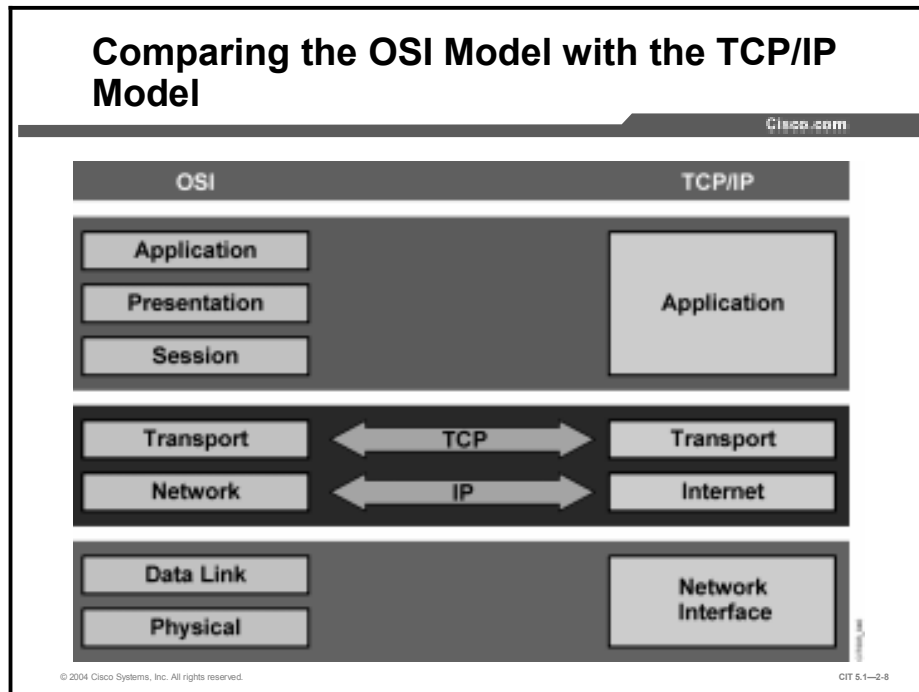 Comparing the OSI Model with the TCP/IP
Model
Cisco.com
OSI
TCP/IP
Application
Presentation
Session
Application
Transport
TCP
Transport
Network
IP
Internet
Data Link
Physical
Network
Interface
© 2004 Cisco Systems, Inc. All rights reserved.
CIT 5.1—2-8